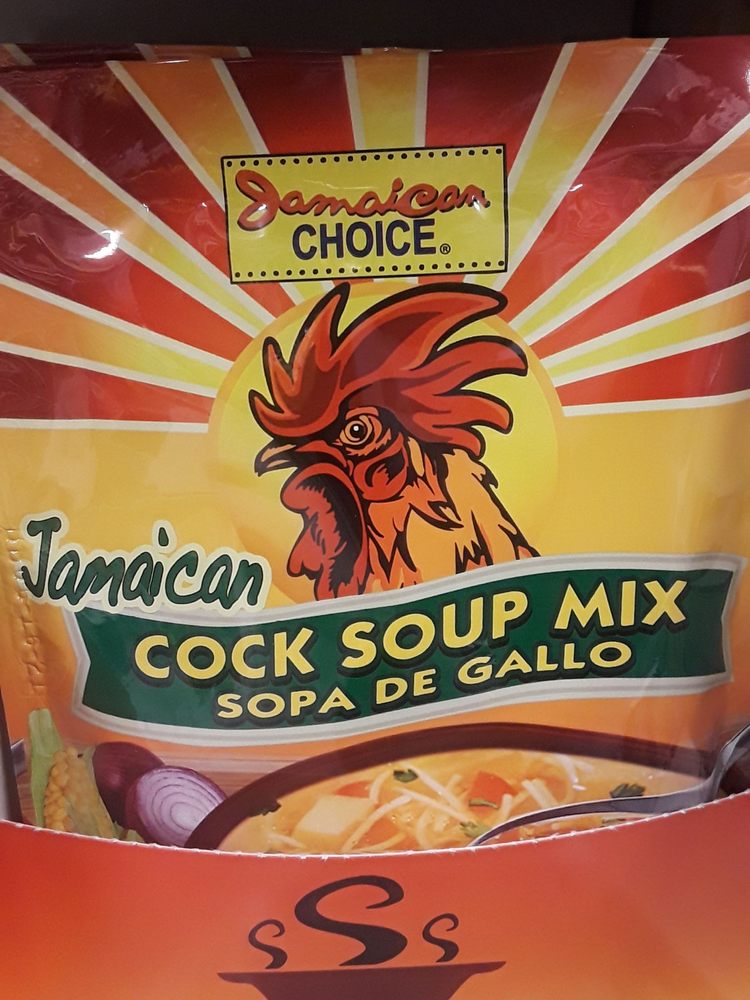 Jamaican
CHOICE®
Jamaican
COCK SOUP MIX
SOPA DE GALLO